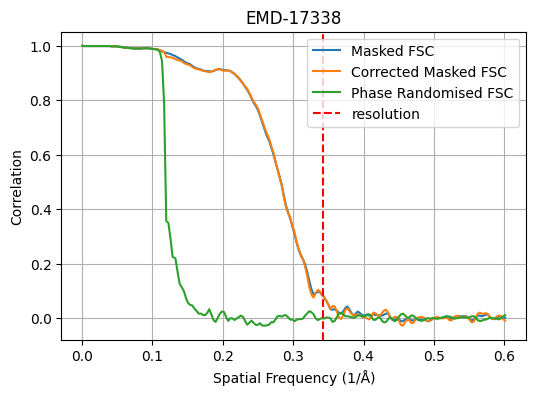 EMD-17338
Masked FSC
Corrected Masked FSC
Phase Randomised FSC
resolution
Correlation
1.0
0.8
0.6
0.4
0.2
0.0
0.0 0.1 0.2 0.3 0.4 0.5 0.6
Spatial Frequency (1/Å)